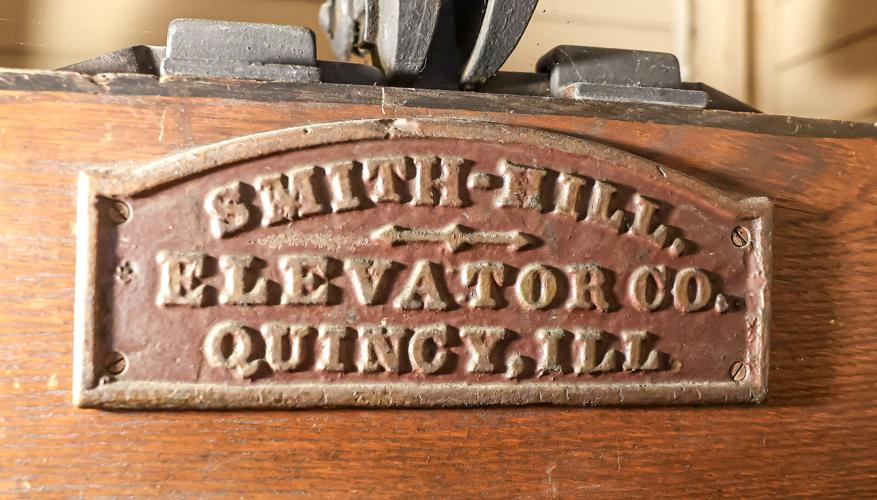 SMITH-HILL,
ELEVATOR CO.
QUINCY, ILL.